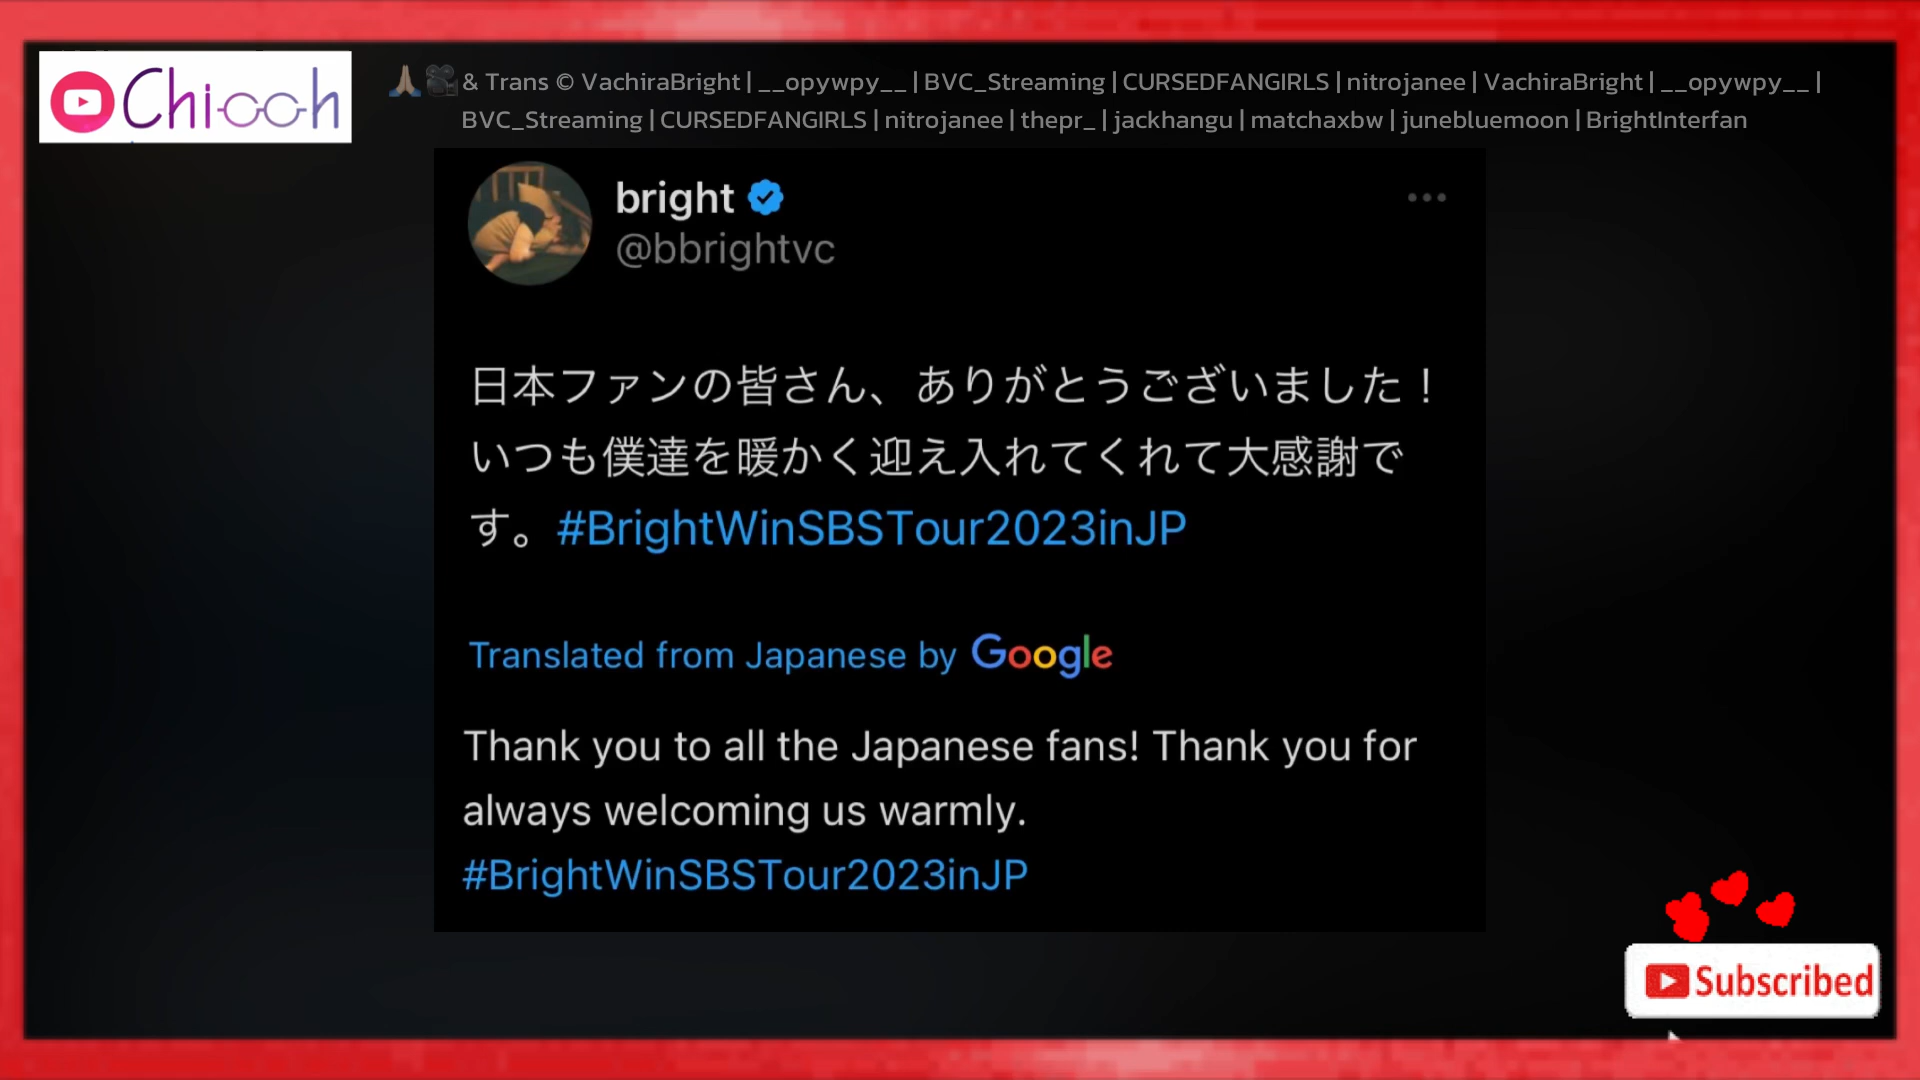 Chi-ooh
🙏🏽🎥 & Trans © VachiraBright | __opywpy__ | BVC_Streaming | CURSEDFANGIRLS | nitrojanee | VachiraBright | __opywpy__ |
BVC_Streaming | CURSEDFANGIRLS | nitrojanee | thepr_ | jackhangu | matchaxbw | junebluemoon | BrightInterfan
bright
@bbrightvc
日本ファンの皆さん、ありがとうございました！
いつも僕達を暖かく迎え入れてくれて大感謝で
す。#BrightWinSBSTour2023inJP
Translated from Japanese by Google
Thank you to all the Japanese fans! Thank you for
always welcoming us warmly.
#BrightWinSBSTour2023inJP
Subscribed